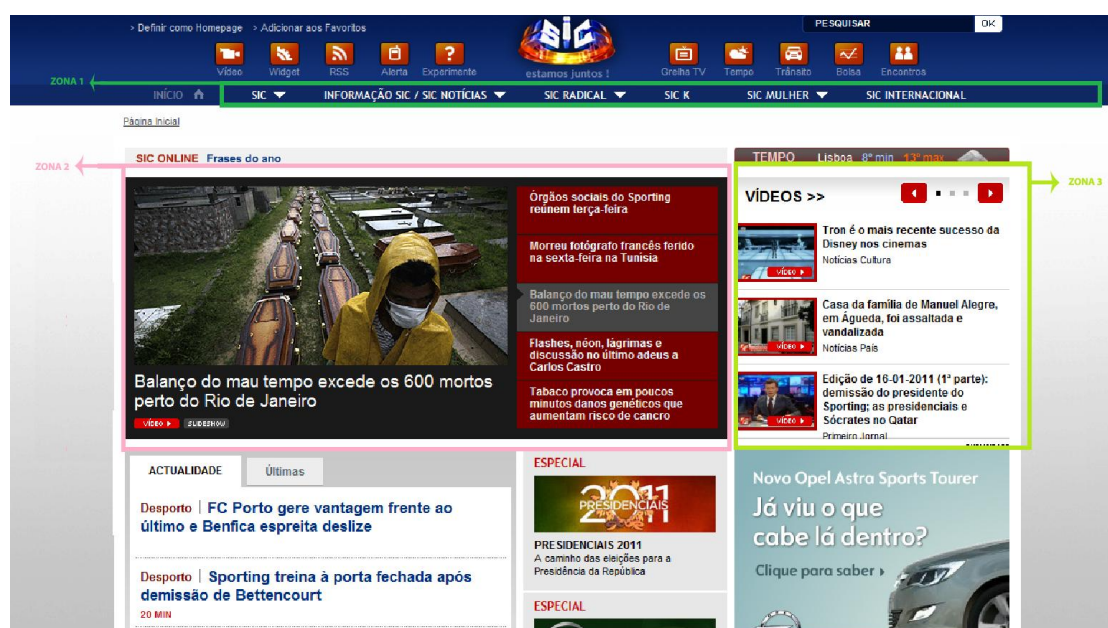 > Definir como Homepage > Adicionar aos Favoritos
SIC
PESQUISAR
OK
Vídeo Widget RSS Alerta Experimente
estamos juntos !
Grelha TV Tempo Trânsito Bolsa Encontros
ZONA 1
INÍCIO SIC INFORMAÇÃO SIC / SIC NOTÍCIAS SIC RADICAL SIC K SIC MULHER SIC INTERNACIONAL
Página Inicial
SIC ONLINE Frases do ano
TEMPO Lisboa 8º min 13º max
ZONA 2
ZONA 3
Órgãos sociais do Sporting
reúnem terça-feira
Morreu fotógrafo francês ferido
na sexta-feira na Tunísia
Balanço do mau tempo excede os
600 mortos perto do Rio de
Janeiro
Flashes, néon, lágrimas e
discussão no último adeus a
Carlos Castro
Tabaco provoca em poucos
minutos danos genéticos que
aumentam risco de cancro
Balanço do mau tempo excede os 600 mortos
perto do Rio de Janeiro
VÍDEO SLIDESHOW
VÍDEOS >>
Tron é o mais recente sucesso da
Disney nos cinemas
Notícias Cultura
VÍDEO
Casa da família de Manuel Alegre,
em Águeda, foi assaltada e
vandalizada
Notícias País
VÍDEO
Edição de 16-01-2011 (1ª parte):
demissão do presidente do
Sporting; as presidenciais e
Sócrates no Qatar
Primeiro Jornal
VÍDEO
ACTUALIDADE Últimas
Desporto | FC Porto gere vantagem frente ao
último e Benfica espreita deslize
Desporto | Sporting treina à porta fechada após
demissão de Bettencourt
20 MIN
ESPECIAL
2011
PRESIDENCIAIS
PRESIDENCIAIS 2011
A caminho das eleições para a
Presidência da República
ESPECIAL
Novo Opel Astra Sports Tourer
Já viu o que
cabe lá dentro?
Clique para saber